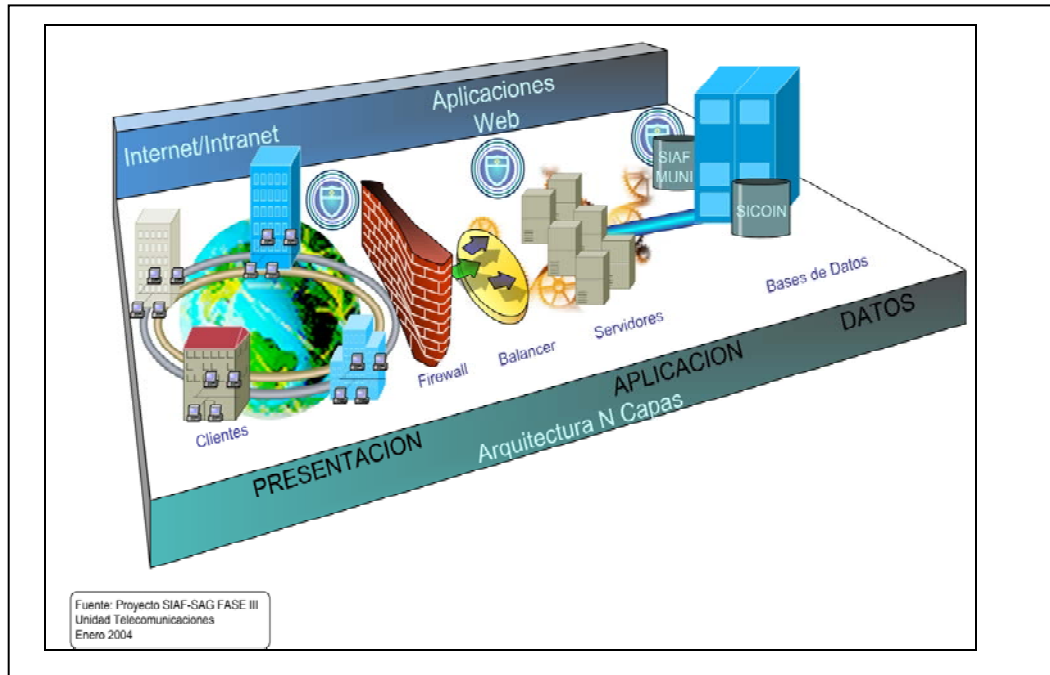 Internet/Intranet
Aplicaciones
Web
SIAF
MUNI
SICOIN
Bases de Datos
Servidores
Balancer
Firewall
Clientes
PRESENTACION
APLICACION
DATOS
Arquitectura N Capas
Fuente: Proyecto SIAF-SAG FASE III
Unidad Telecomunicaciones
Enero 2004